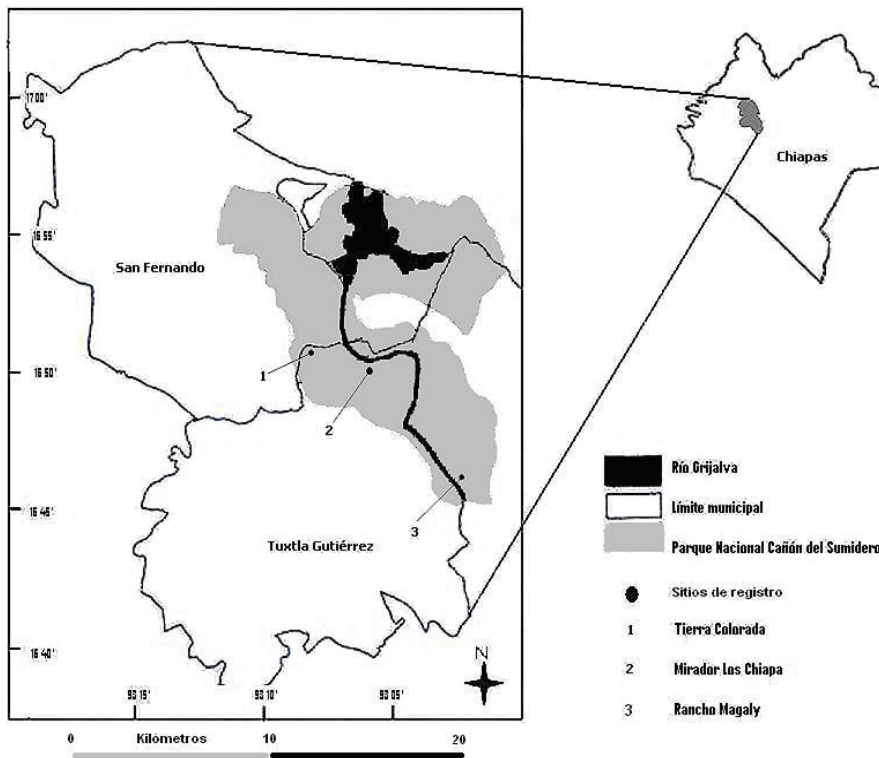 17 00'
16 55'
16 50'
16 45'
16 40'
93 15'
93 10'
93 05'
San Fernando
Tuxtla Gutiérrez
1
2
3
N
0
Kilómetros
10
20
Chiapas
Río Grijalva
Límite municipal
Parque Nacional Cañón del Sumidero
Sitios de registro
1 Tierra Colorada
2 Mirador Los Chiapa
3 Rancho Magaly